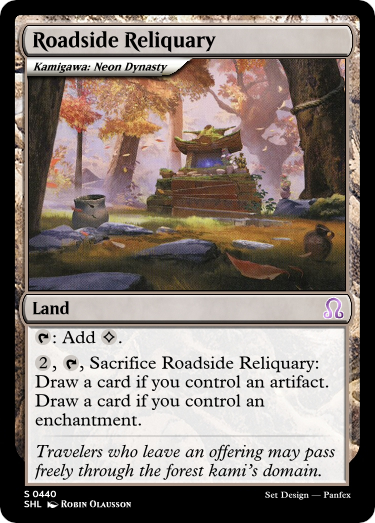 Roadside Reliquary
Kamigawa: Neon Dynasty
Land
: Add .
2, , Sacrifice Roadside Reliquary:
Draw a card if you control an artifact.
Draw a card if you control an
enchantment.
Travelers who leave an offering may pass
freely through the forest kami's domain.
S 0440
SHL Robin Olausson
Set Design — Panfex